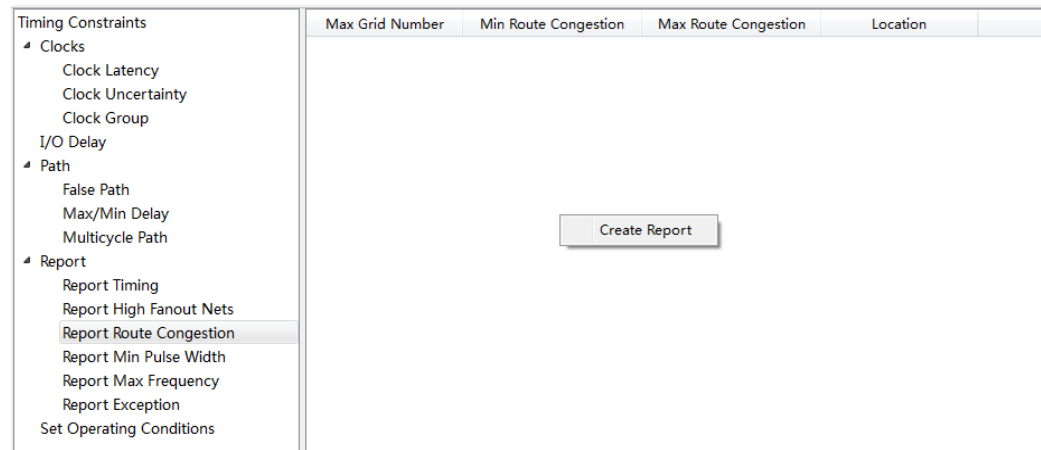 Timing Constraints
Clocks
Clock Latency
Clock Uncertainty
Clock Group
I/O Delay
Path
False Path
Max/Min Delay
Multicycle Path
Report
Report Timing
Report High Fanout Nets
Report Route Congestion
Report Min Pulse Width
Report Max Frequency
Report Exception
Set Operating Conditions
Max Grid Number Min Route Congestion Max Route Congestion Location
Create Report